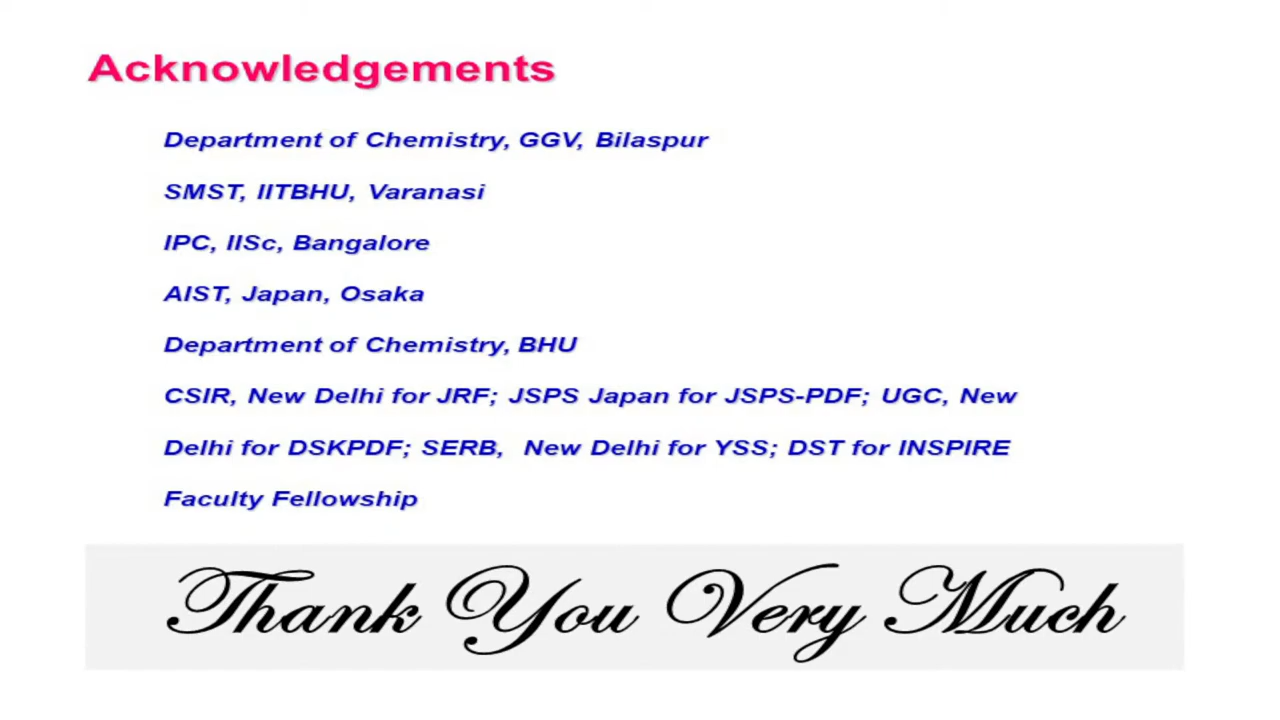 Acknowledgements
Department of Chemistry, GGV, Bilaspur
SMST, IITBHU, Varanasi
IPC, IISc, Bangalore
AIST, Japan, Osaka
Department of Chemistry, BHU
CSIR, New Delhi for JRF; JSPS Japan for JSPS-PDF; UGC, New
Delhi for DSKPDF; SERB, New Delhi for YSS; DST for INSPIRE
Faculty Fellowship
Thank You Very Much